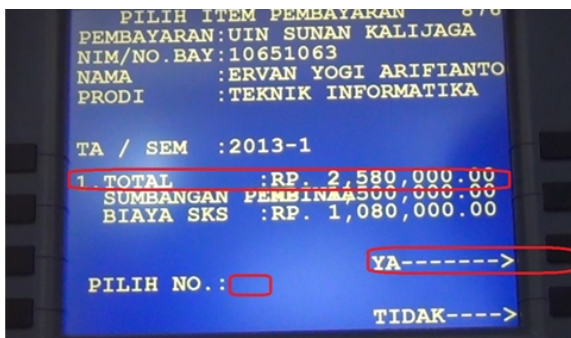 PILIH ITEM PEMBAYARAN 876
PEMBAYARAN:UIN SUNAN KALIJAGA
NIM/NO.BAY:10651063
NAMA :ERVAN YOGI ARIFIANTO
PRODI :TEKNIK INFORMATIKA
TA / SEM :2013-1
1.TOTAL :RP. 2,580,000.00
SUMBANGAN PEMBINAA,500,000.00
BIAYA SKS :RP. 1,080,000.00
YA------->
PILIH NO.:
TIDAK---->